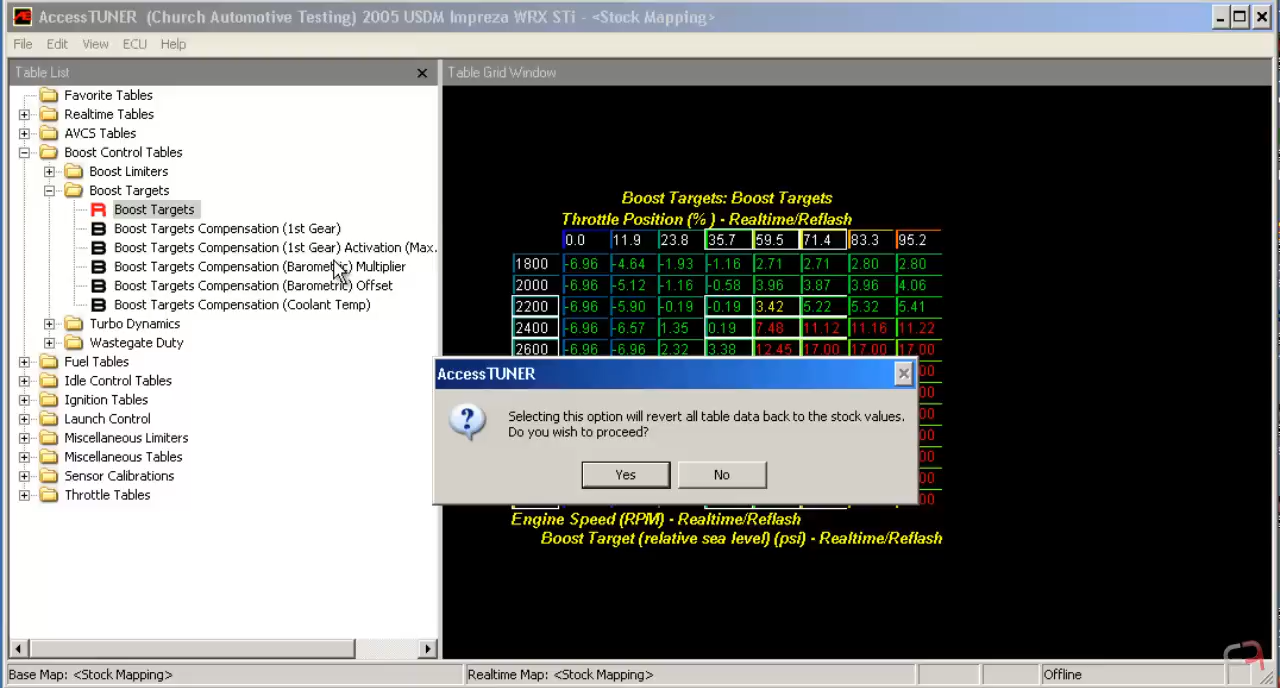 AccessTUNER (Church Automotive Testing) 2005 USDM Impreza WRX STi - <Stock Mapping>
File Edit View ECU Help
Table List
Table Grid Window
Favorite Tables
Realtime Tables
AVCS Tables
Boost Control Tables
Boost Limiters
Boost Targets
R Boost Targets
B Boost Targets Compensation (1st Gear)
B Boost Targets Compensation (1st Gear) Activation (Max.
B Boost Targets Compensation (Barometric) Multiplier
B Boost Targets Compensation (Barometric) Offset
B Boost Targets Compensation (Coolant Temp)
Turbo Dynamics
Wastegate Duty
Fuel Tables
Idle Control Tables
Ignition Tables
Launch Control
Miscellaneous Limiters
Miscellaneous Tables
Sensor Calibrations
Throttle Tables
Boost Targets: Boost Targets
Throttle Position (% ) - Realtime/Reflash
0.0 11.9 23.8 35.7 59.5 71.4 83.3 95.2
1800 -6.96 -4.64 -1.93 -1.16 2.71 2.71 2.80 2.80
2000 -6.96 -5.12 -1.16 -0.58 3.96 3.87 3.96 4.06
2200 -6.96 -5.90 -0.19 -0.19 3.42 5.22 5.32 5.41
2400 -6.96 -6.57 1.35 0.19 7.48 11.12 11.16 11.22
2600 -6.96 -6.96 2.32 3.38 12.45 17.00 17.00 17.00
00
00
00
00
00
00
00
AccessTUNER
Selecting this option will revert all table data back to the stock values.
Do you wish to proceed?
Yes No
Engine Speed (RPM) - Realtime/Reflash
Boost Target (relative sea level) (psi) - Realtime/Reflash
Base Map: <Stock Mapping>
Realtime Map: <Stock Mapping>
Offline